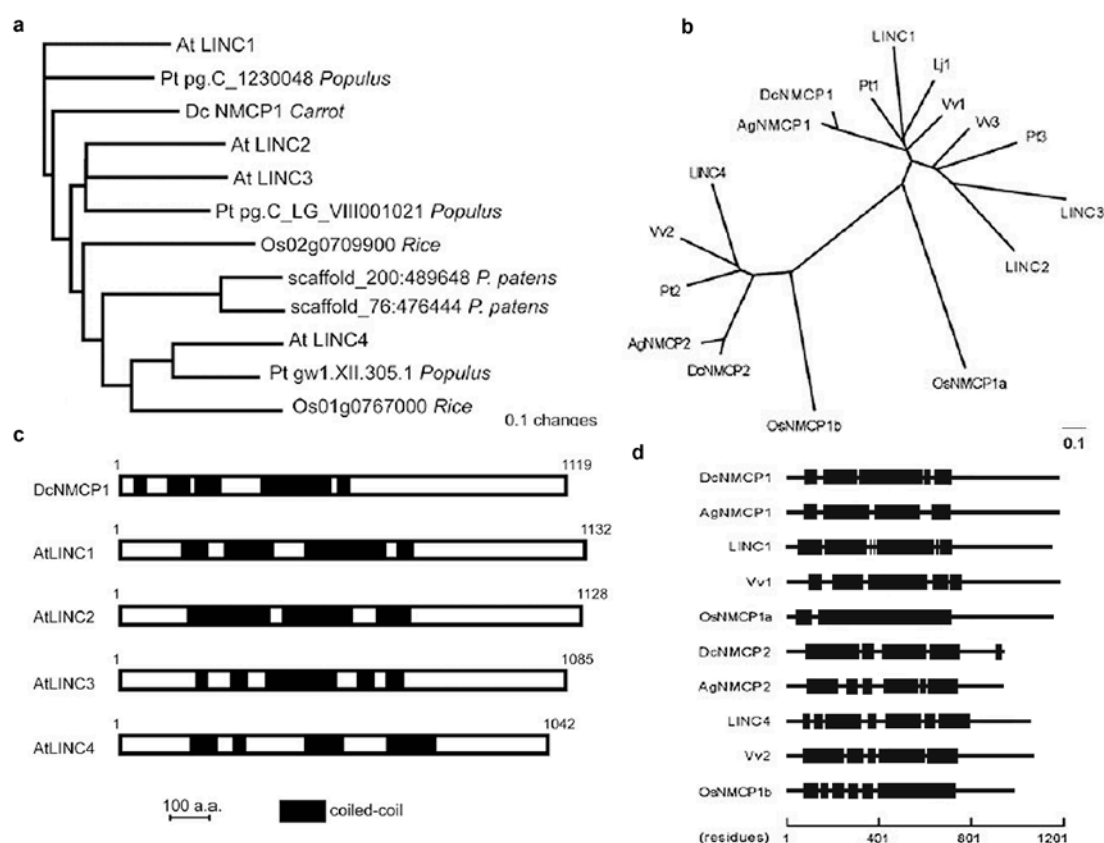 a
At LINC1
Pt pg.C_1230048 Populus
Dc NMCP1 Carrot
At LINC2
At LINC3
Pt pg.C_LG_VIII001021 Populus
Os02g0709900 Rice
scaffold_200:489648 P. patens
scaffold_76:476444 P. patens
At LINC4
Pt gw1.XII.305.1 Populus
Os01g0767000 Rice
0.1 changes
b
LINC1
Lj1
Pt1
DcNMCP1
Vv1
AgNMCP1
Vv3
Pt3
LINC4
LINC3
Vv2
LINC2
Pt2
AgNMCP2
DcNMCP2
OsNMCP1a
OsNMCP1b
0.1
c
1 1119
DcNMCP1
1 1132
AtLINC1
1 1128
AtLINC2
1 1085
AtLINC3
1 1042
AtLINC4
100 a.a.
coiled-coil
d
DcNMCP1
AgNMCP1
LINC1
Vv1
OsNMCP1a
DcNMCP2
AgNMCP2
LINC4
Vv2
OsNMCP1b
(residues) 1 401 801 1201